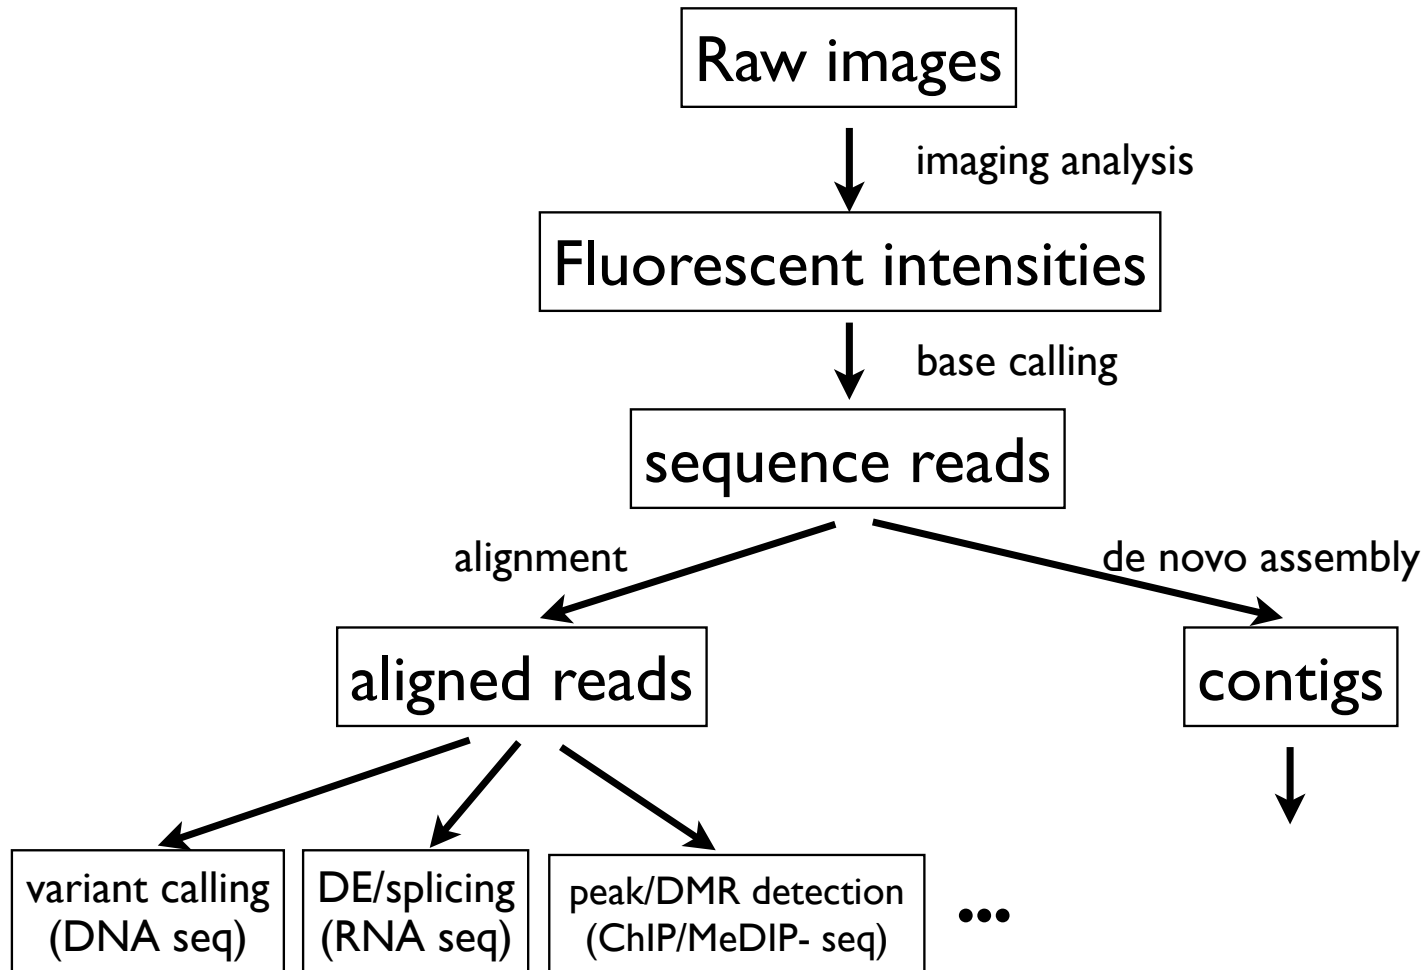 Raw images
imaging analysis
Fluorescent intensities
base calling
sequence reads
alignment
de novo assembly
aligned reads
contigs
variant calling
(DNA seq)
DE/splicing
(RNA seq)
peak/DMR detection
(ChIP/MeDIP- seq)
•••